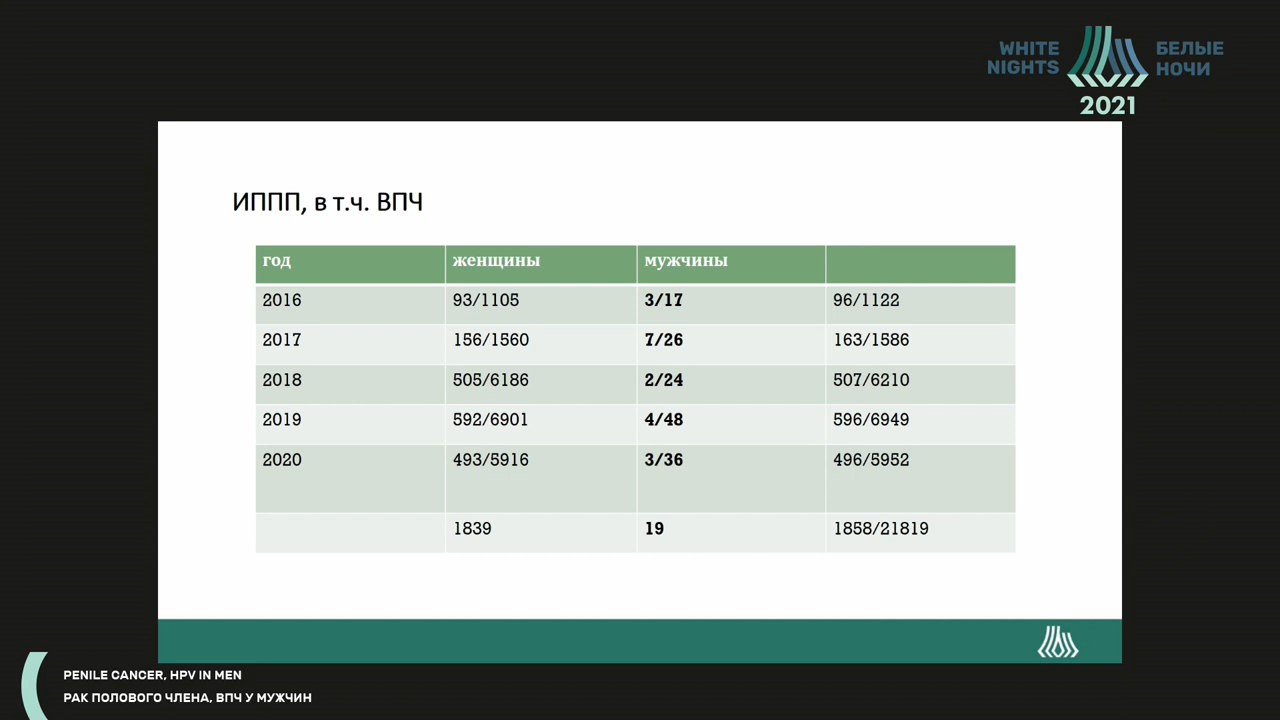 WHITE NIGHTS
БЕЛЫЕ НОЧИ
2021
ИППП, в т.ч. ВПЧ
год женщины мужчины
2016 93/1105 3/17 96/1122
2017 156/1560 7/26 163/1586
2018 505/6186 2/24 507/6210
2019 592/6901 4/48 596/6949
2020 493/5916 3/36 496/5952
1839 19 1858/21819
PENILE CANCER, HPV IN MEN
РАК ПОЛОВОГО ЧЛЕНА, ВПЧ У МУЖЧИН